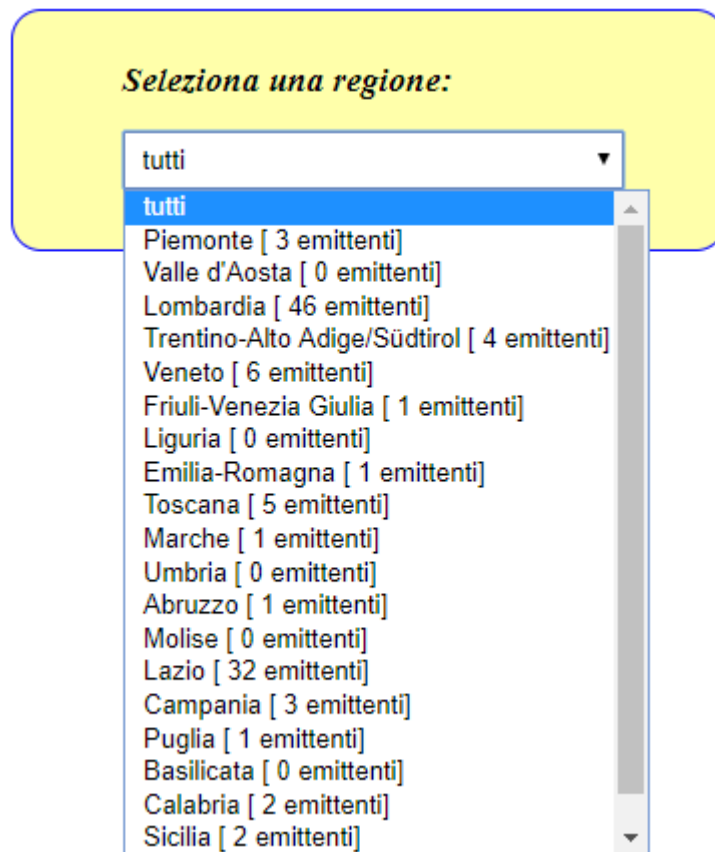 Seleziona una regione:
tutti
tutti
Piemonte [ 3 emittenti]
Valle d'Aosta [ 0 emittenti]
Lombardia [ 46 emittenti]
Trentino-Alto Adige/Südtirol [ 4 emittenti]
Veneto [ 6 emittenti]
Friuli-Venezia Giulia [ 1 emittenti]
Liguria [ 0 emittenti]
Emilia-Romagna [ 1 emittenti]
Toscana [ 5 emittenti]
Marche [ 1 emittenti]
Umbria [ 0 emittenti]
Abruzzo [ 1 emittenti]
Molise [ 0 emittenti]
Lazio [ 32 emittenti]
Campania [ 3 emittenti]
Puglia [ 1 emittenti]
Basilicata [ 0 emittenti]
Calabria [ 2 emittenti]
Sicilia [ 2 emittenti]